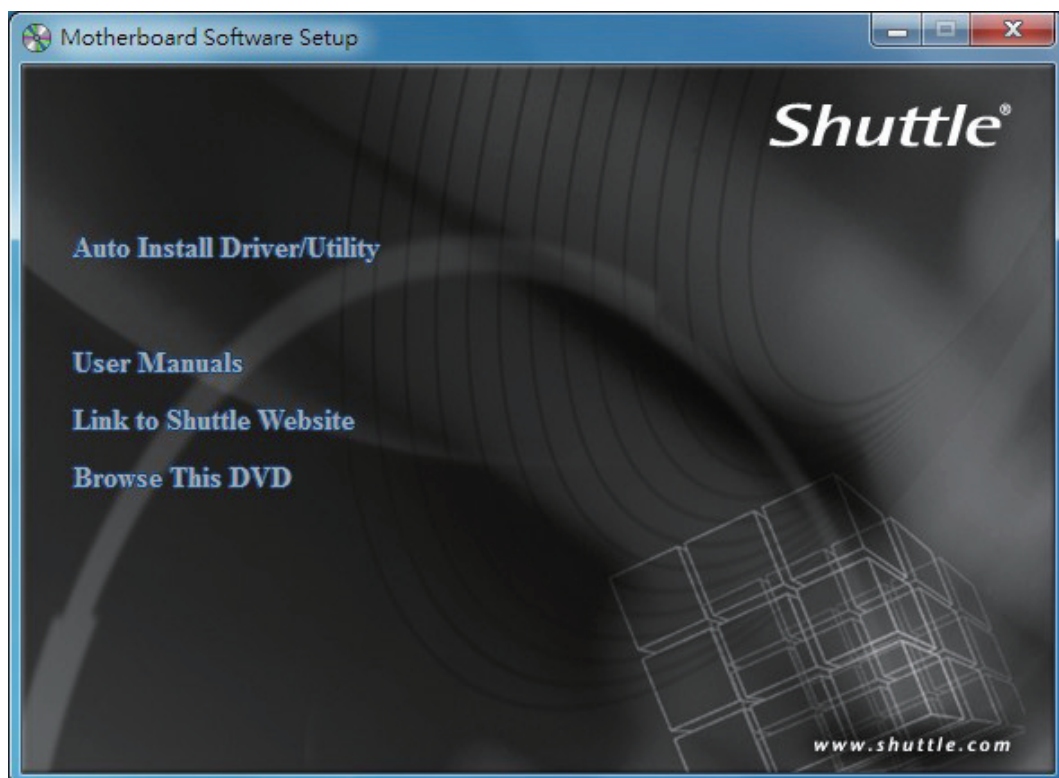 Motherboard Software Setup
Shuttle®
Auto Install Driver/Utility
User Manuals
Link to Shuttle Website
Browse This DVD
www.shuttle.com